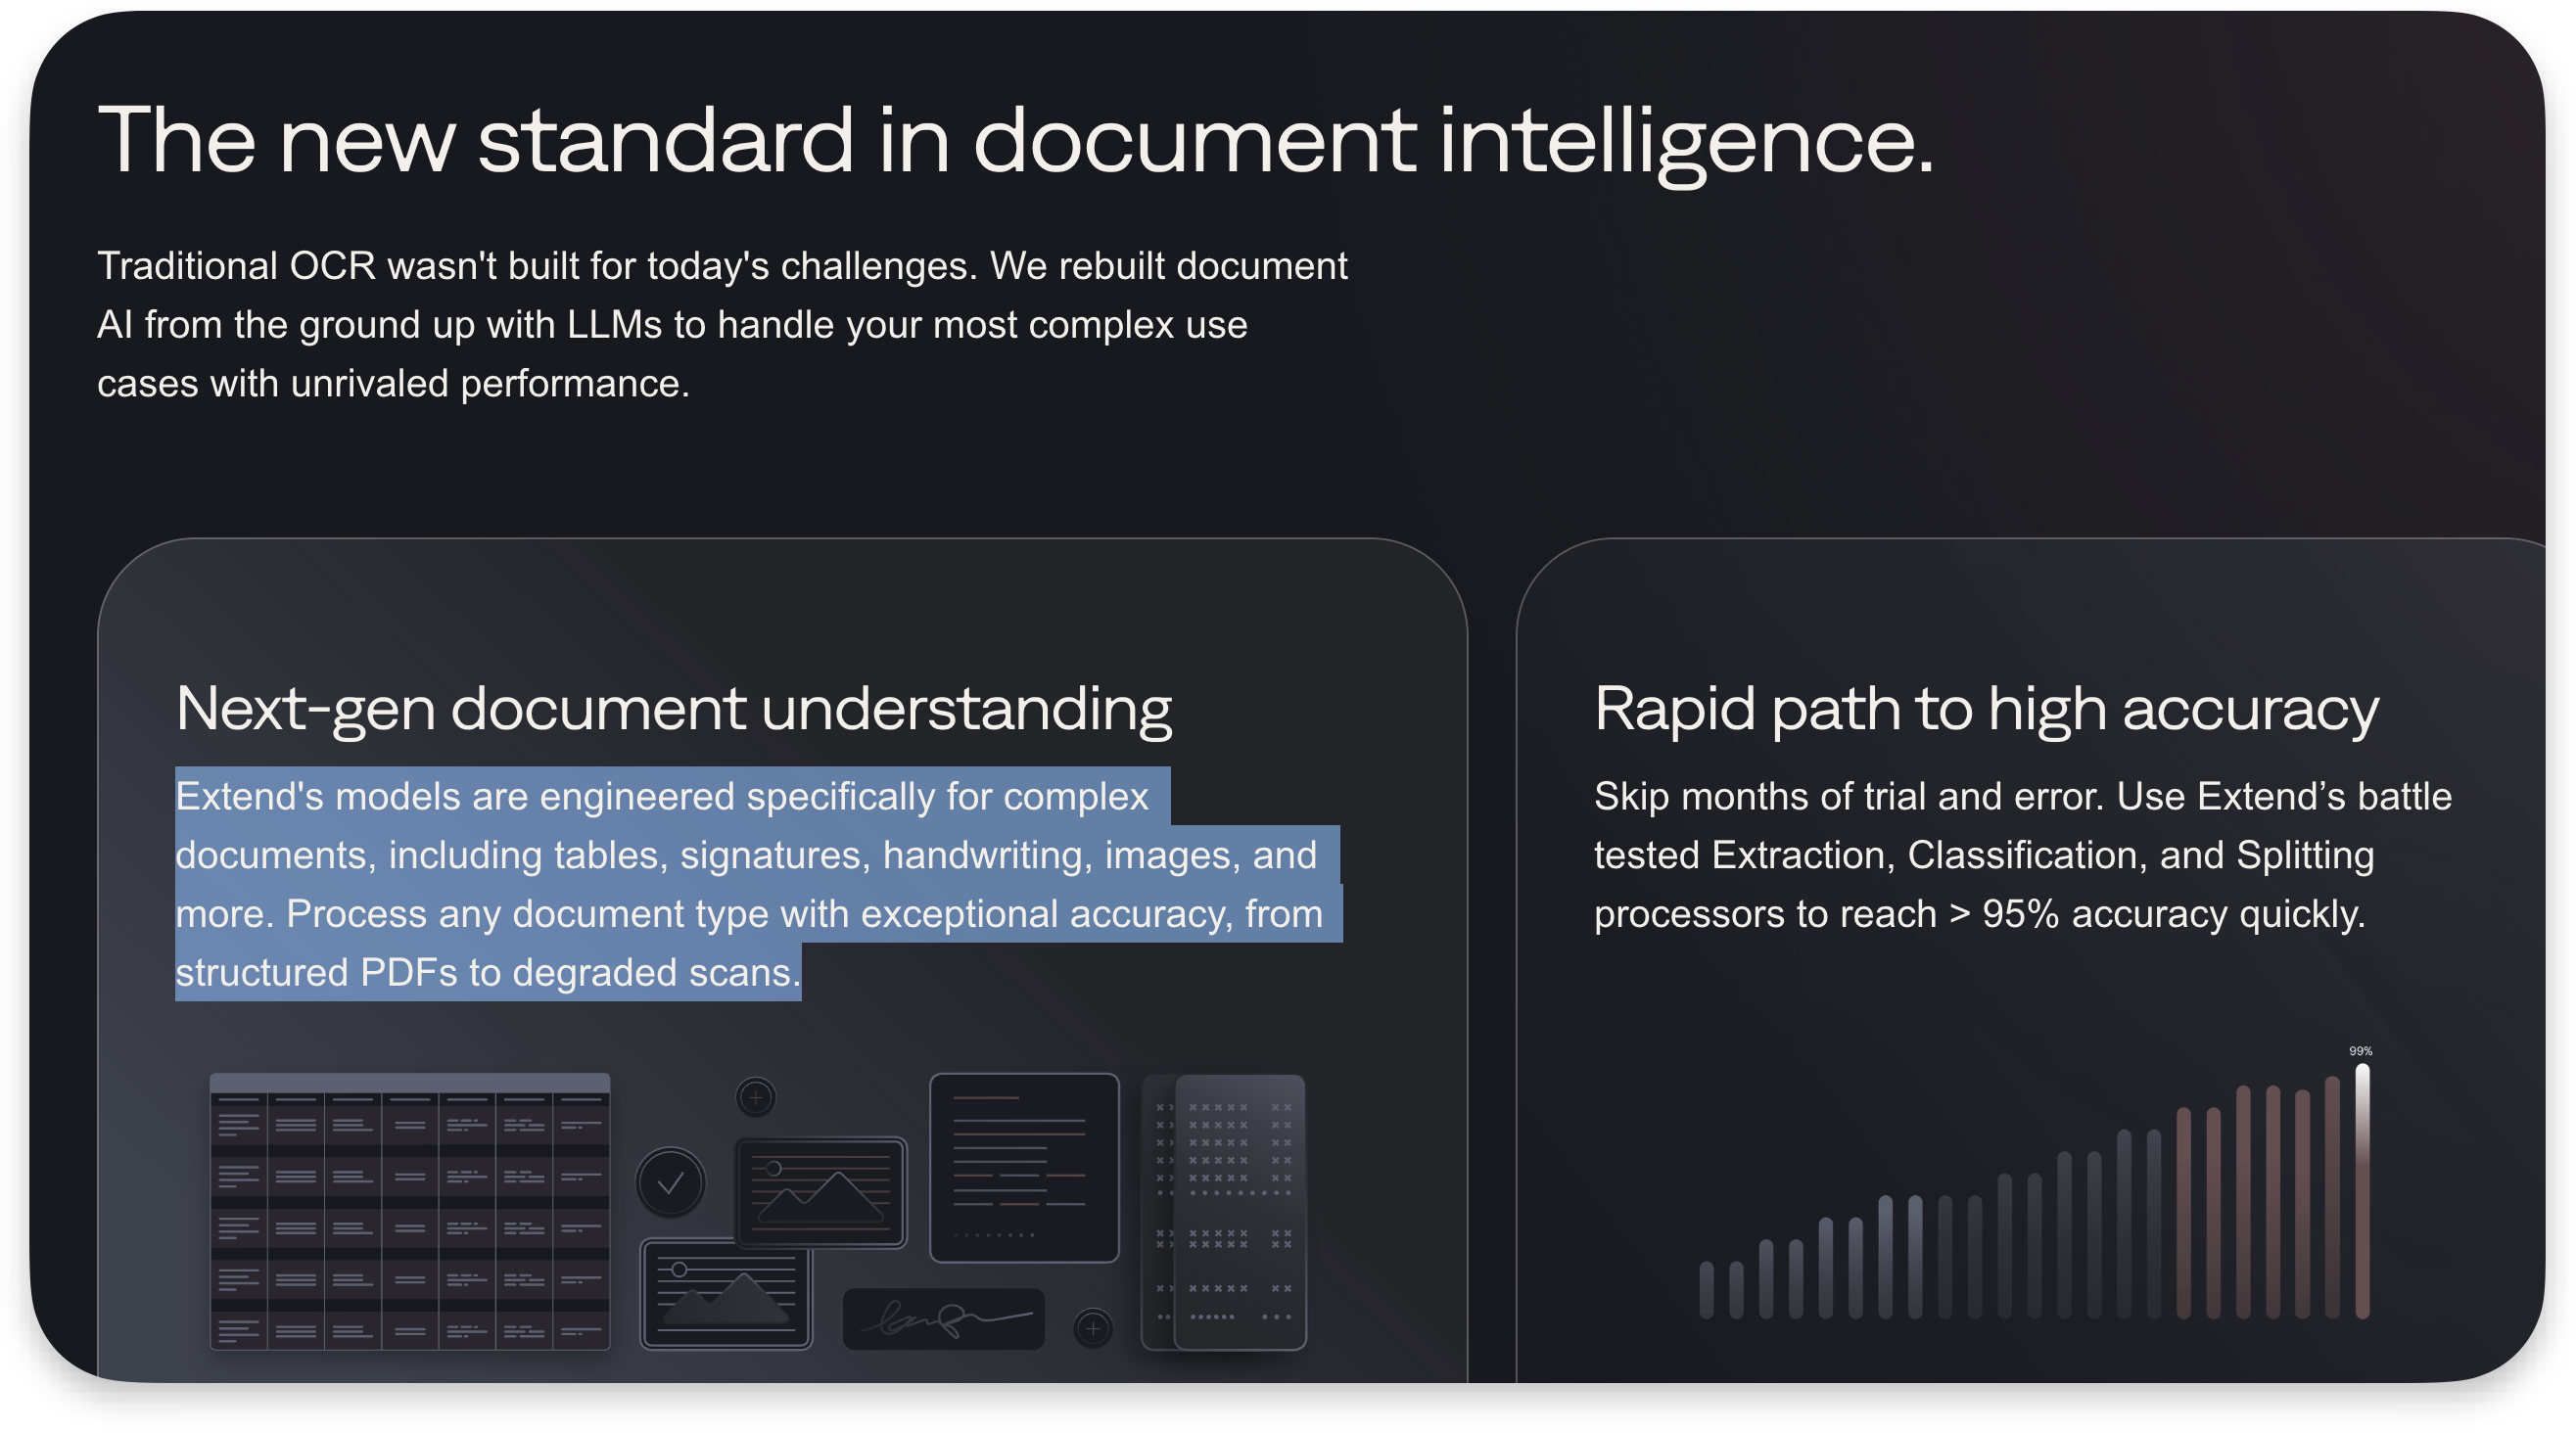 The new standard in document intelligence.
Traditional OCR wasn't built for today's challenges. We rebuilt document
AI from the ground up with LLMs to handle your most complex use
cases with unrivaled performance.
Next-gen document understanding
Extend's models are engineered specifically for complex
documents, including tables, signatures, handwriting, images, and
more. Process any document type with exceptional accuracy, from
structured PDFs to degraded scans.
Rapid path to high accuracy
Skip months of trial and error. Use Extend’s battle
tested Extraction, Classification, and Splitting
processors to reach > 95% accuracy quickly.
99%